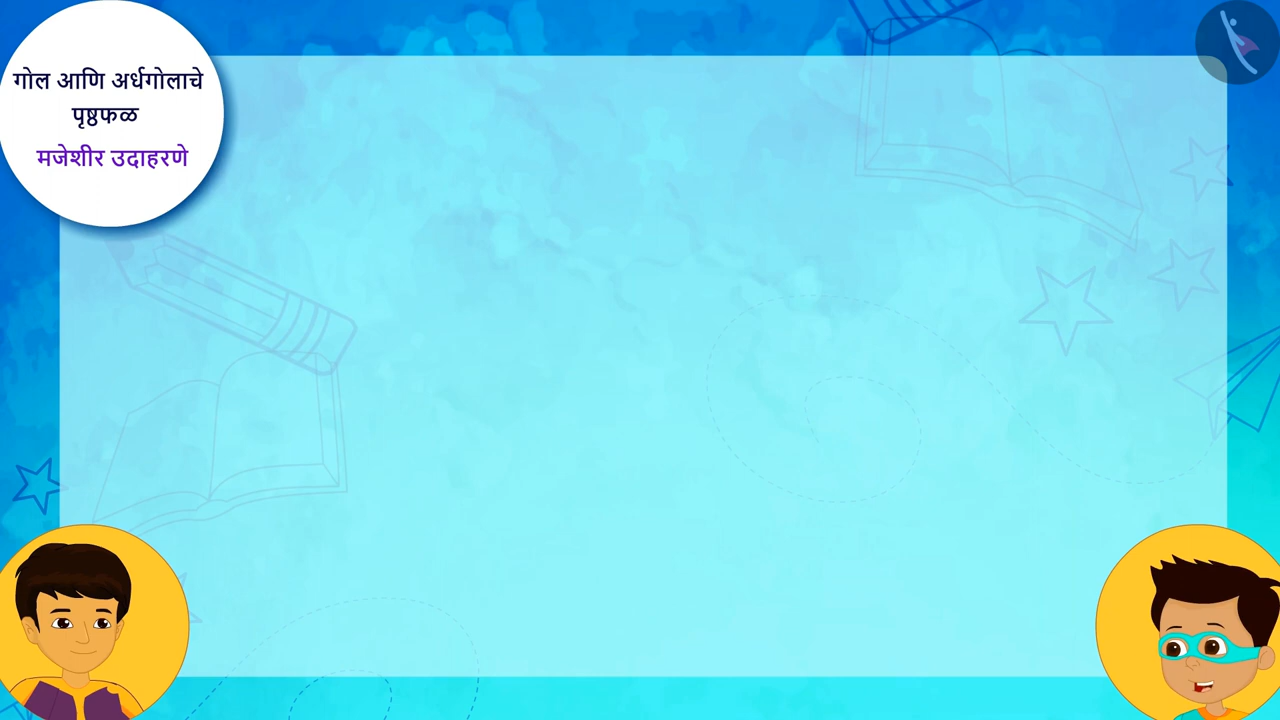 गोल आणि अर्धगोलाचे
पृष्ठफळ
मजेशीर उदाहरणे